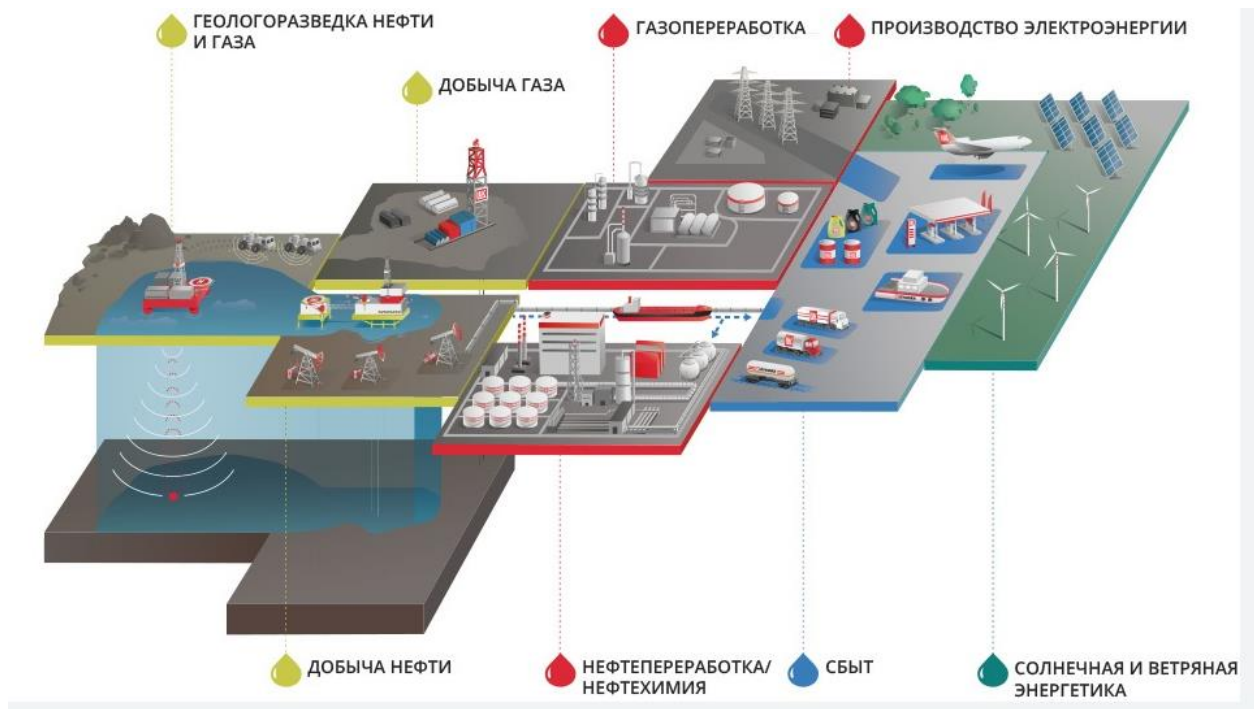 ГЕОЛОГОРАЗВЕДКА НЕФТИ
И ГАЗА
ДОБЫЧА ГАЗА
ГАЗОПЕРЕРАБОТКА
ПРОИЗВОДСТВО ЭЛЕКТРОЭНЕРГИИ
ДОБЫЧА НЕФТИ
НЕФТЕПЕРЕРАБОТКА/
НЕФТЕХИМИЯ
СБЫТ
СОЛНЕЧНАЯ И ВЕТРЯНАЯ
ЭНЕРГЕТИКА